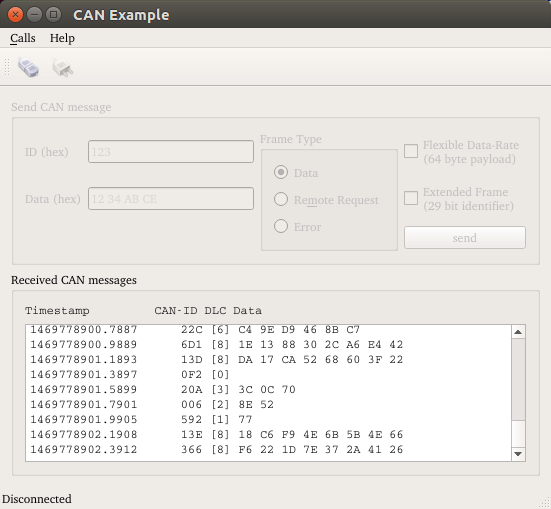 CAN Example
Calls Help
Send CAN message
ID (hex) 123
Data (hex) 12 34 AB CE
Frame Type
Data
Remote Request
Error
Flexible Data-Rate
(64 byte payload)
Extended Frame
(29 bit identifier)
send
Received CAN messages
Timestamp CAN-ID DLC Data
1469778900.7887 22C [6] C4 9E D9 46 8B C7
1469778900.9889 6D1 [8] 1E 13 88 30 2C A6 E4 42
1469778901.1893 13D [8] DA 17 CA 52 68 60 3F 22
1469778901.3897 0F2 [0]
1469778901.5899 20A [3] 3C 0C 70
1469778901.7901 006 [2] 8E 52
1469778901.9905 592 [1] 77
1469778902.1908 13E [8] 18 C6 F9 4E 6B 5B 4E 66
1469778902.3912 366 [8] F6 22 1D 7E 37 2A 41 26
Disconnected